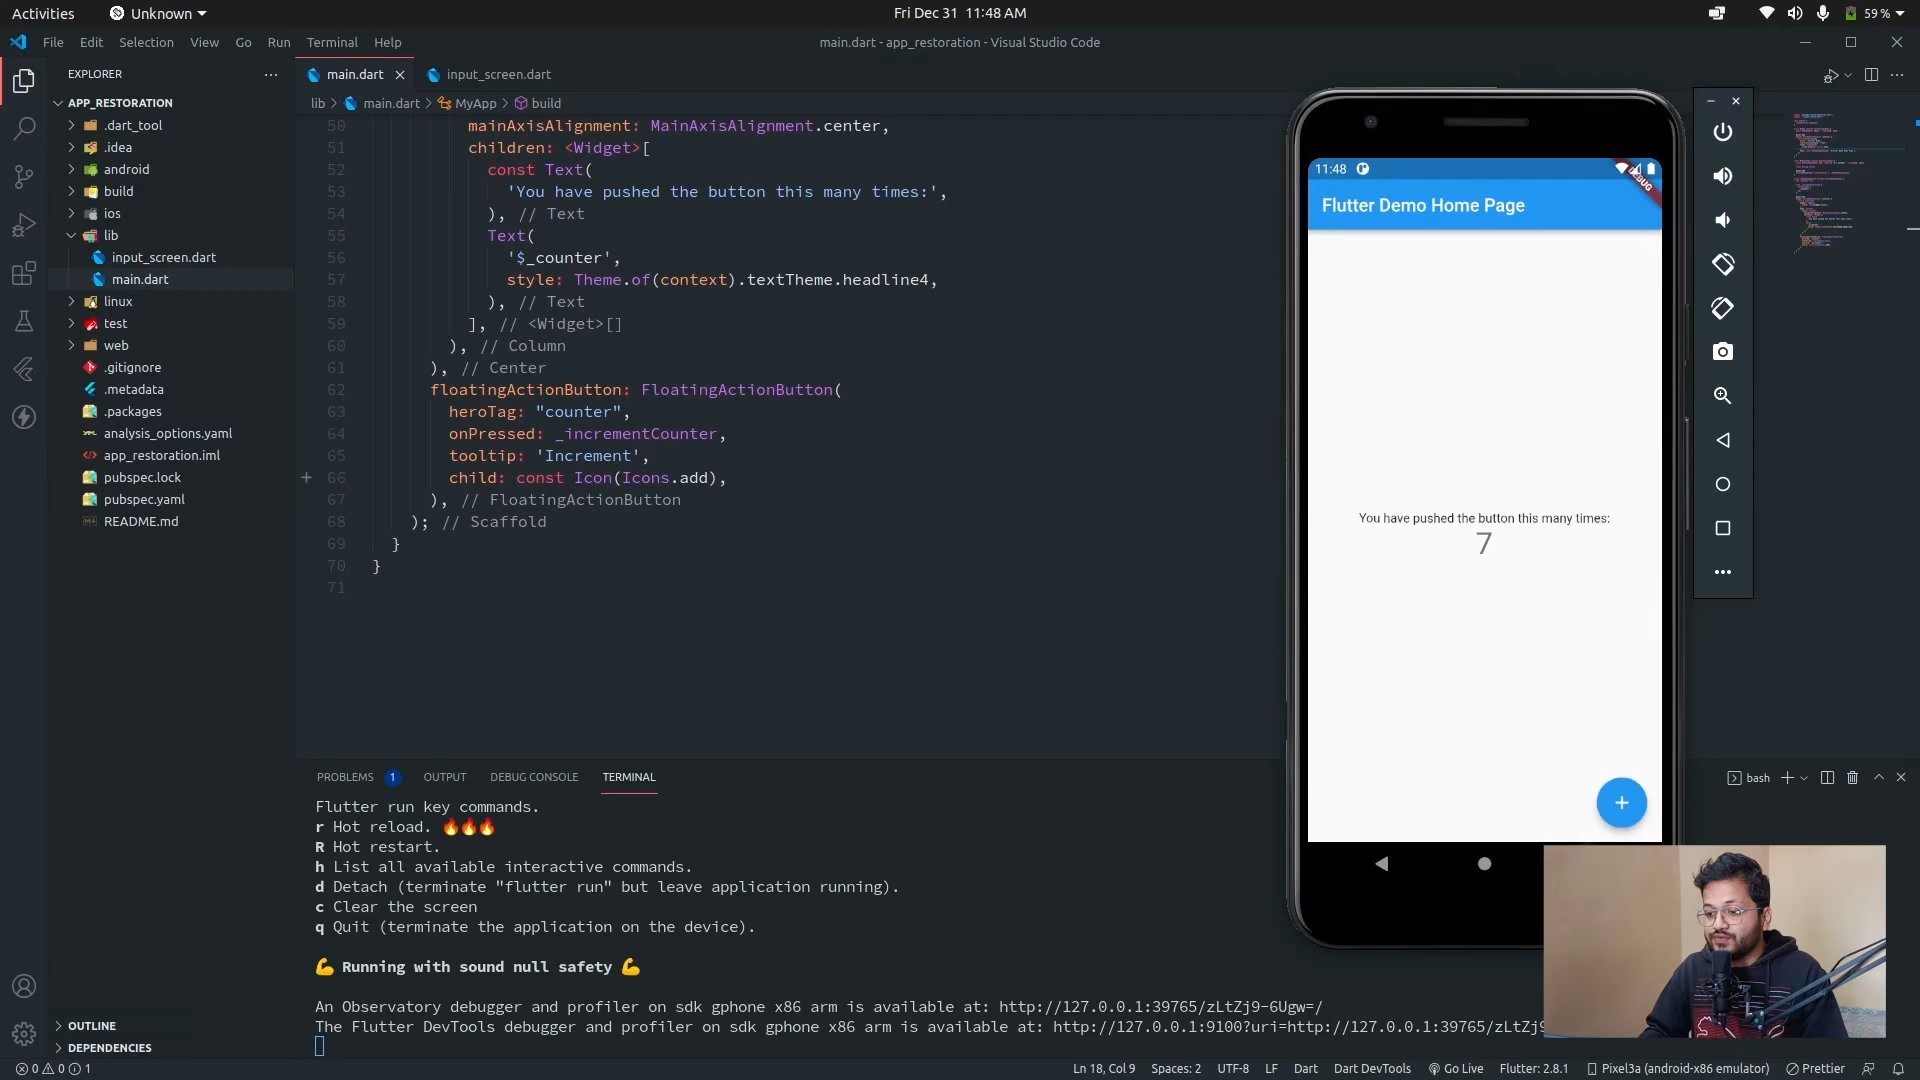 Activities
Unknown
Fri Dec 31 11:48 AM
59 %
File Edit Selection View Go Run Terminal Help
main.dart - app_restoration - Visual Studio Code
EXPLORER
APP_RESTORATION
.dart_tool
.idea
android
build
ios
lib
input_screen.dart
main.dart
linux
test
web
.gitignore
.metadata
.packages
analysis_options.yaml
app_restoration.iml
pubspec.lock
pubspec.yaml
README.md
OUTLINE
DEPENDENCIES
main.dart
input_screen.dart
lib > main.dart > MyApp > build
50 mainAxisAlignment: MainAxisAlignment.center,
51 children: <Widget>[
52 const Text(
53 'You have pushed the button this many times:',
54 ), // Text
55 Text(
56 '$_counter',
57 style: Theme.of(context).textTheme.headline4,
58 ), // Text
59 ], // <Widget>[]
60 ), // Column
61 ), // Center
62 floatingActionButton: FloatingActionButton(
63 heroTag: "counter",
64 onPressed: _incrementCounter,
65 tooltip: 'Increment',
66 child: const Icon(Icons.add),
67 ), // FloatingActionButton
68 ); // Scaffold
69 }
70 }
71
11:48
DEBUG
Flutter Demo Home Page
You have pushed the button this many times:
7
PROBLEMS 1 OUTPUT DEBUG CONSOLE TERMINAL
bash
Flutter run key commands.
r Hot reload. 🔥🔥🔥
R Hot restart.
h List all available interactive commands.
d Detach (terminate "flutter run" but leave application running).
c Clear the screen
q Quit (terminate the application on the device).
💪 Running with sound null safety 💪
An Observatory debugger and profiler on sdk gphone x86 arm is available at: http://127.0.0.1:39765/zLtZj9-6Ugw=/
The Flutter DevTools debugger and profiler on sdk gphone x86 arm is available at: http://127.0.0.1:9100?uri=http://127.0.0.1:39765/zLtZj9
0 0 1
Ln 18, Col 9 Spaces: 2 UTF-8 LF Dart Dart DevTools Go Live Flutter: 2.8.1 Pixel3a (android-x86 emulator) Prettier